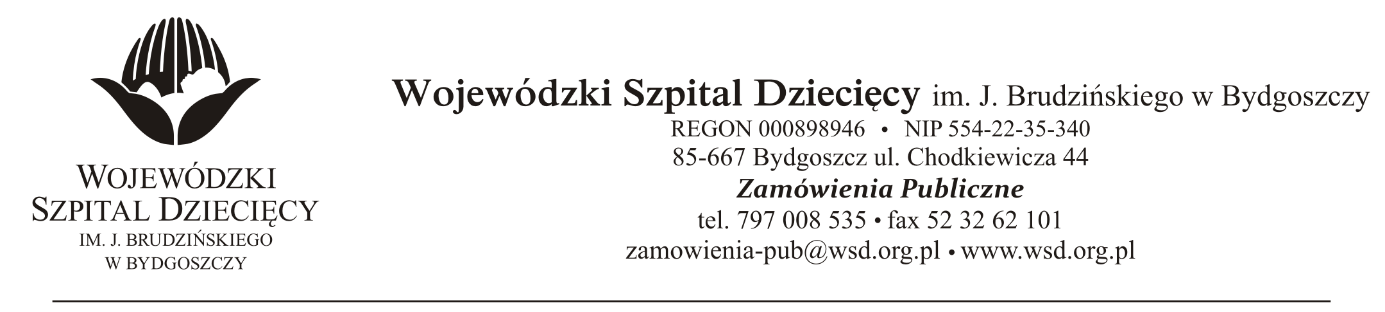 WOJEWÓDZKI
SZPITAL DZIECIĘCY
IM. J. BRUDZIŃSKIEGO
W BYDGOSZCZY
Wojewódzki Szpital Dziecięcy im. J. Brudzińskiego w Bydgoszczy
REGON 000898946 • NIP 554-22-35-340
85-667 Bydgoszcz ul. Chodkiewicza 44
Zamówienia Publiczne
tel. 797 008 535 • fax 52 32 62 101
zamowienia-pub@wsd.org.pl • www.wsd.org.pl